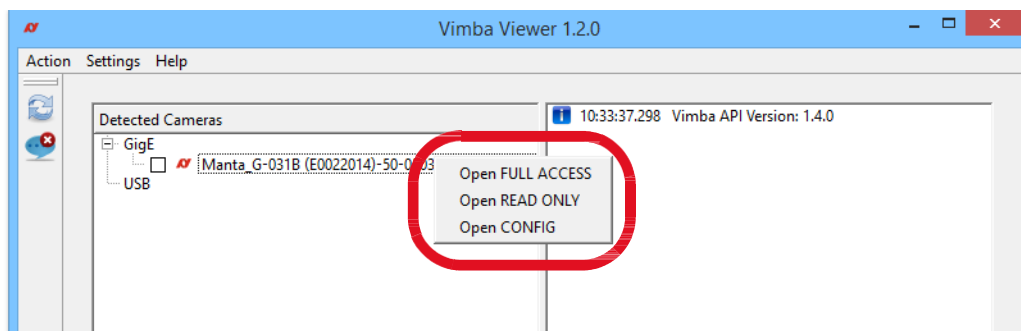 Vimba Viewer 1.2.0
Action Settings Help
Detected Cameras
10:33:37.298 Vimba API Version: 1.4.0
GigE
Manta_G-031B (E0022014)-50-0
USB
Open FULL ACCESS
Open READ ONLY
Open CONFIG